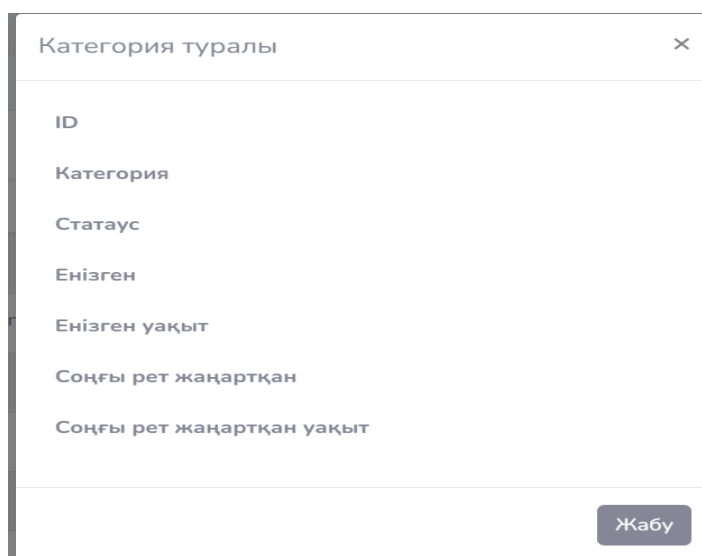 Категория туралы ×
ID
Категория
Статаус
Енізген
Енізген уақыт
Соңғы рет жаңартқан
Соңғы рет жаңартқан уақыт
Жабу